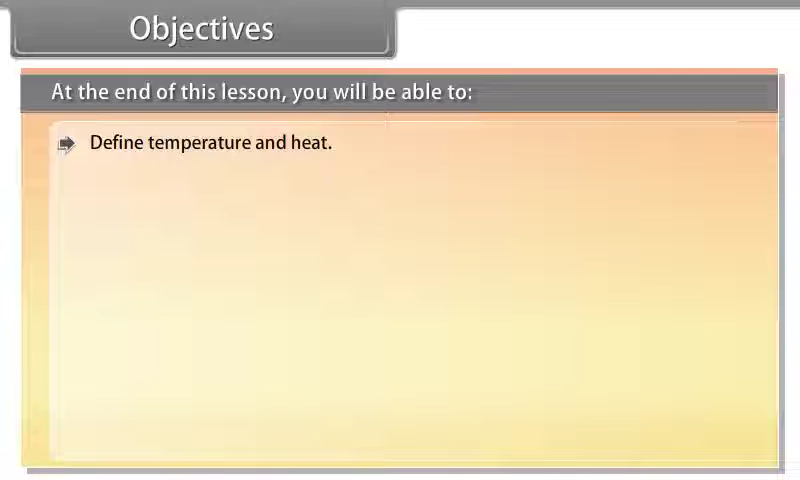 Objectives
At the end of this lesson, you will be able to:
Define temperature and heat.